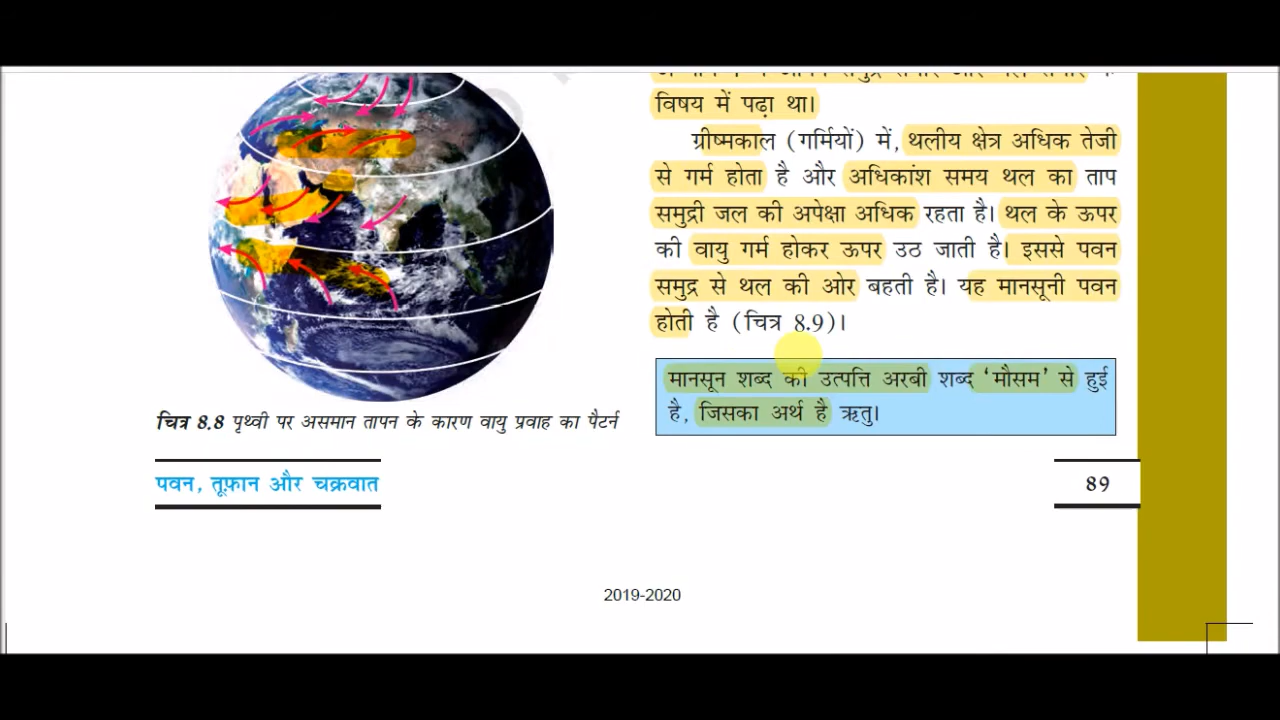 विषय में पढ़ा था।
ग्रीष्मकाल (गर्मियों) में, थलीय क्षेत्र अधिक तेजी
से गर्म होता है और अधिकांश समय थल का ताप
समुद्री जल की अपेक्षा अधिक रहता है। थल के ऊपर
की वायु गर्म होकर ऊपर उठ जाती है। इससे पवन
समुद्र से थल की ओर बहती है। यह मानसूनी पवन
होती है (चित्र 8.9)।
मानसून शब्द की उत्पत्ति अरबी शब्द ‘मौसम’ से हुई
है, जिसका अर्थ है ऋतु।
चित्र 8.8 पृथ्वी पर असमान तापन के कारण वायु प्रवाह का पैटर्न
पवन, तूफ़ान और चक्रवात
89
2019-2020